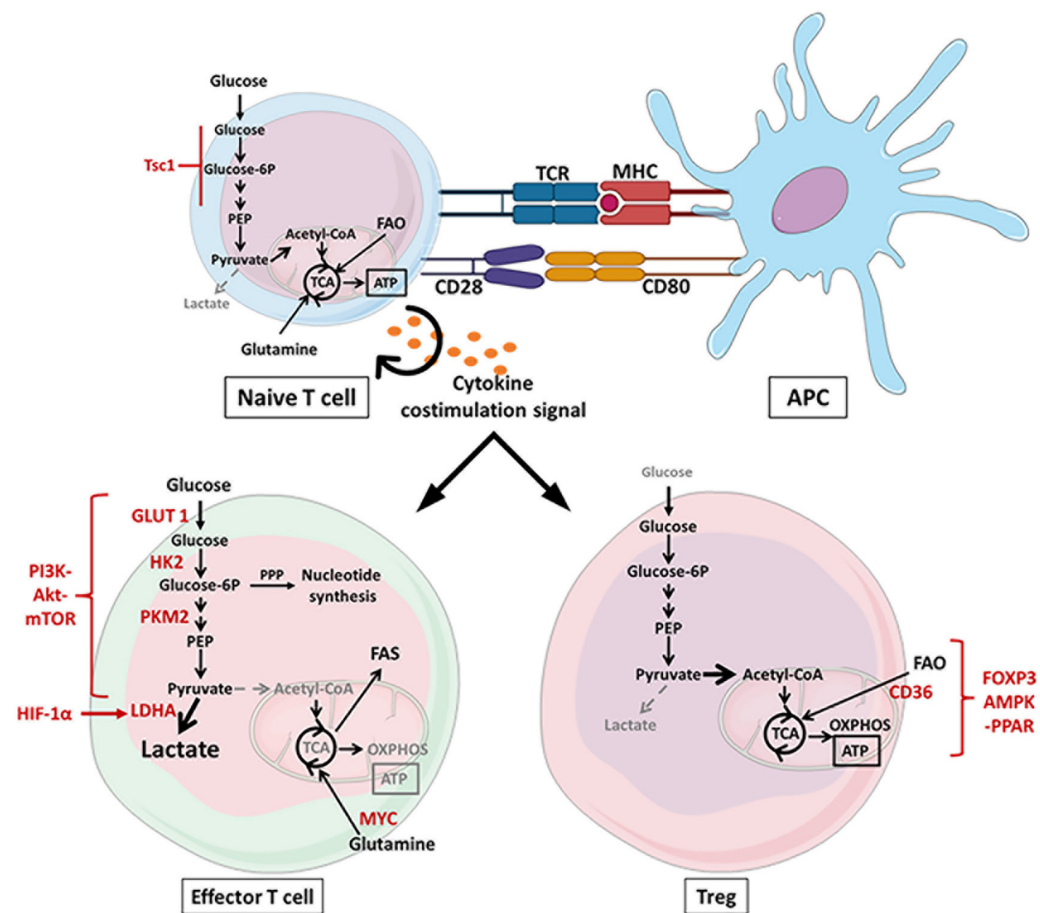 Glucose
Glucose
Tsc1
Glucose-6P
TCR
MHC
PEP
Acetyl-CoA
FAO
Pyruvate
TCA
ATP
Lactate
CD28
CD80
Glutamine
Naive T cell
Cytokine
costimulation signal
APC
Glucose
GLUT 1
Glucose
HK2
Glucose-6P
PPP
Nucleotide
synthesis
PI3K-
Akt-
mTOR
PKM2
PEP
FAS
Pyruvate
Acetyl-CoA
HIF-1α
LDHA
Lactate
TCA
OXPHOS
ATP
MYC
Glutamine
Effector T cell
Glucose
Glucose
Glucose-6P
PEP
Pyruvate
Acetyl-CoA
FAO
CD36
FOXP3
AMPK
-PPAR
Lactate
TCA
OXPHOS
ATP
Treg